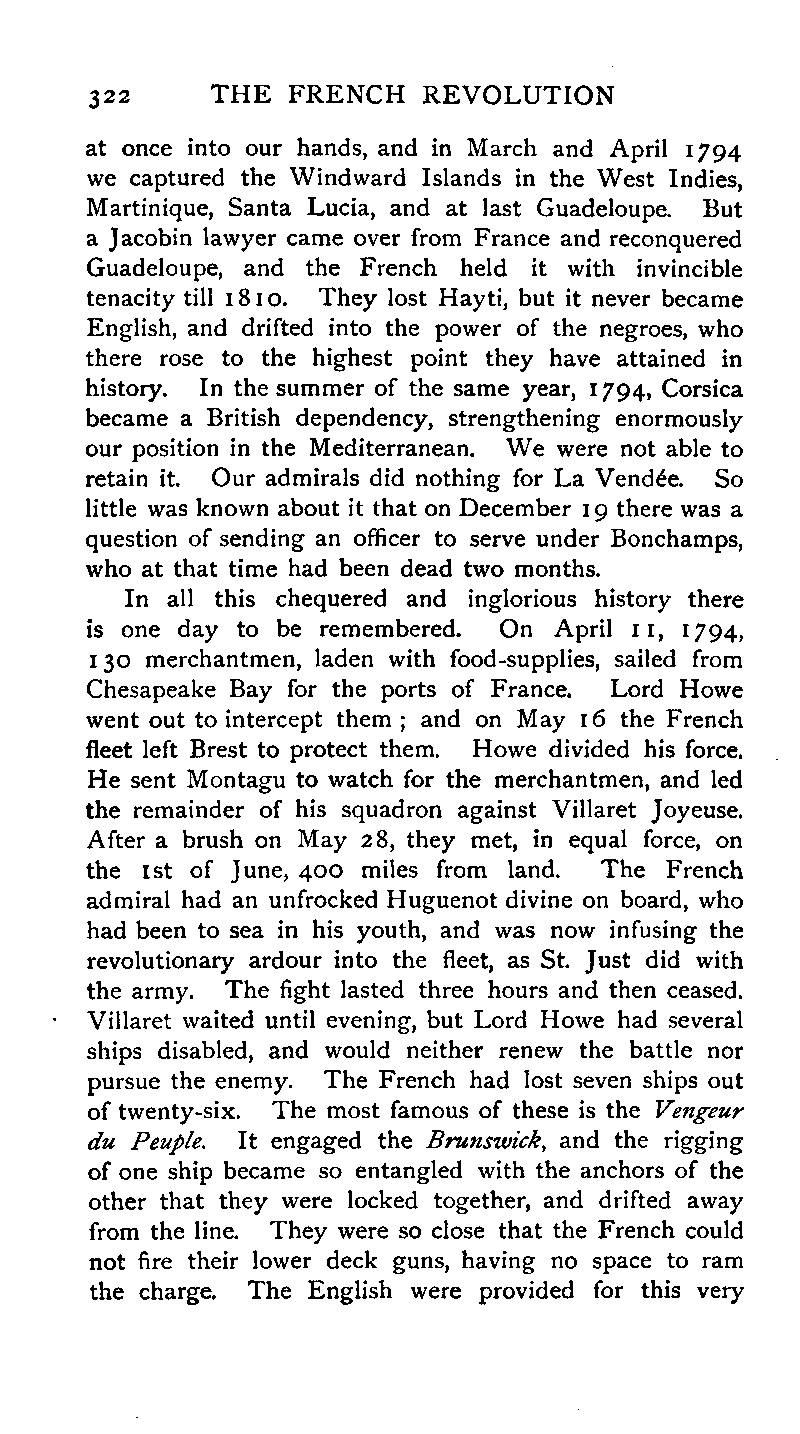 322 THE FRENCH REVOLUTION
at once into our hands, and in March and April 1794
we captured the Windward Islands in the West Indies,
Martinique, Santa Lucia, and at last Guadeloupe. But
a Jacobin lawyer came over from France and reconquered
Guadeloupe, and the French held it with invincible
tenacity till 1810. They lost Hayti, but it never became
English, and drifted into the power of the negroes, who
there rose to the highest point they have attained in
history. In the summer of the same year, 1794, Corsica
became a British dependency, strengthening enormously
our position in the Mediterranean. We were not able to
retain it. Our admirals did nothing for La Vendée. So
little was known about it that on December 19 there was a
question of sending an officer to serve under Bonchamps,
who at that time had been dead two months.
In all this chequered and inglorious history there
is one day to be remembered. On April 11, 1794,
130 merchantmen, laden with food-supplies, sailed from
Chesapeake Bay for the ports of France. Lord Howe
went out to intercept them ; and on May 16 the French
fleet left Brest to protect them. Howe divided his force.
He sent Montagu to watch for the merchantmen, and led
the remainder of his squadron against Villaret Joyeuse.
After a brush on May 28, they met, in equal force, on
the 1st of June, 400 miles from land. The French
admiral had an unfrocked Huguenot divine on board, who
had been to sea in his youth, and was now infusing the
revolutionary ardour into the fleet, as St. Just did with
the army. The fight lasted three hours and then ceased.
Villaret waited until evening, but Lord Howe had several
ships disabled, and would neither renew the battle nor
pursue the enemy. The French had lost seven ships out
of twenty-six. The most famous of these is the Vengeur
du Peuple. It engaged the Brunswick, and the rigging
of one ship became so entangled with the anchors of the
other that they were locked together, and drifted away
from the line. They were so close that the French could
not fire their lower deck guns, having no space to ram
the charge. The English were provided for this very